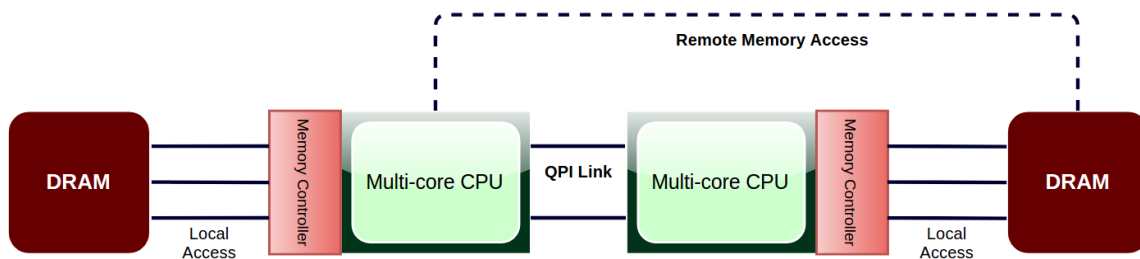 Remote Memory Access
DRAM
Memory Controller
Multi-core CPU
QPI Link
Multi-core CPU
Memory Controller
DRAM
Local
Access
Local
Access